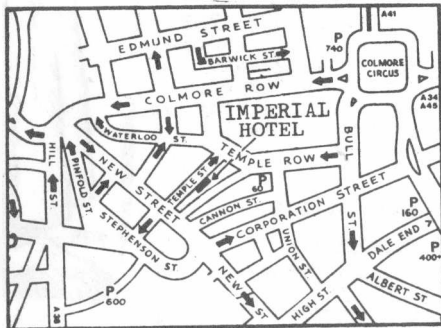 A41
EDMUND STREET
P
740
BARWICK ST.
COLMORE
CIRCUS
COLMORE ROW
A34
A45
IMPERIAL
HOTEL
WATERLOO ST.
HILL ST.
PINFOLD ST.
NEW STREET
TEMPLE ST.
TEMPLE ROW
BULL ST.
P
60
CANNON ST.
CORPORATION STREET
P
160
STEPHENSON ST.
UNION ST.
DALE END
P
400+
NEW ST.
HIGH ST.
ALBERT ST
P
600
A38